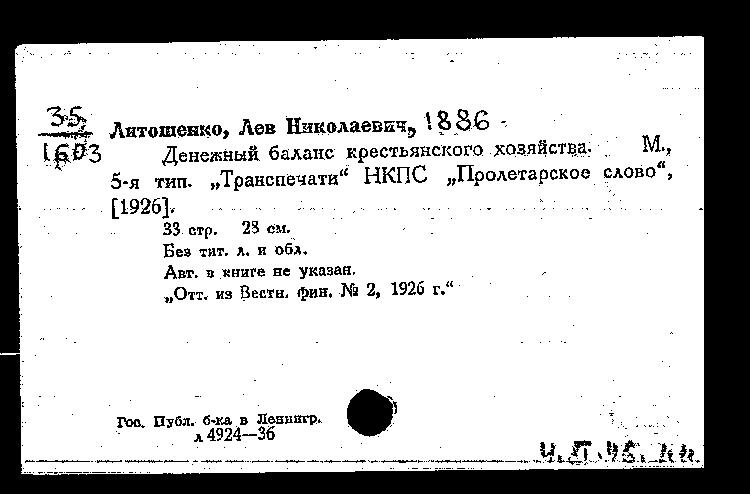 35
1603
Литошенко, Лев Николаевич, 1886 -
Денежный баланс крестьянского хозяйства. М.,
5-я тип. „Транспечати“ НКПС „Пролетарское слово“,
[1926].
33 стр. 23 см.
Без тит. л. и обл.
Авт. в книге не указан.
„Отт. из Вестн. фин. № 2, 1926 г.“
Гос. Публ. б-ка в Ленингр.
л 4924—36